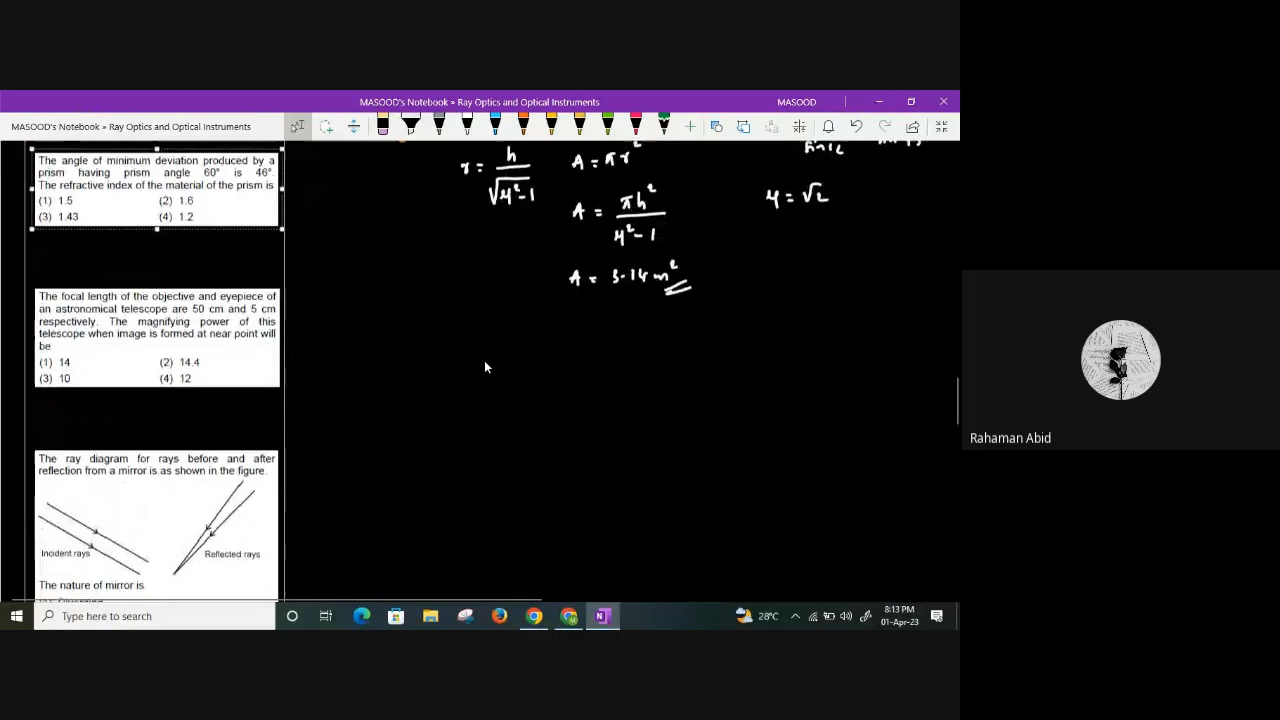 MASOOD's Notebook » Ray Optics and Optical Instruments
MASOOD
MASOOD's Notebook > Ray Optics and Optical Instruments
The angle of minimum deviation produced by a
prism having prism angle 60° is 46°.
The refractive index of the material of the prism is
(1) 1.5 (2) 1.6
(3) 1.43 (4) 1.2
r = h / √μ²-1
A = πr²
A = πh² / μ²-1
A = 3.14 m²
μ = √2
The focal length of the objective and eyepiece of
an astronomical telescope are 50 cm and 5 cm
respectively. The magnifying power of this
telescope when image is formed at near point will
be
(1) 14 (2) 14.4
(3) 10 (4) 12
The ray diagram for rays before and after
reflection from a mirror is as shown in the figure.
Incident rays
Reflected rays
The nature of mirror is
Rahaman Abid
Type here to search
28°C
8:13 PM
01-Apr-23